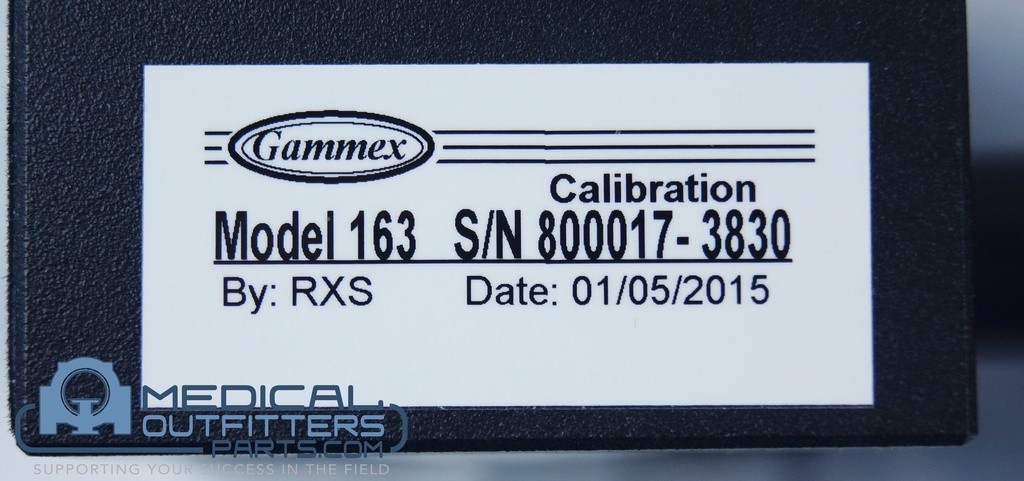 Gammex
Calibration
Model 163 S/N 800017- 3830
By: RXS Date: 01/05/2015
MEDICAL
OUTFITTERS
PARTS.COM
SUPPORTING YOUR SUCCESS IN THE FIELD